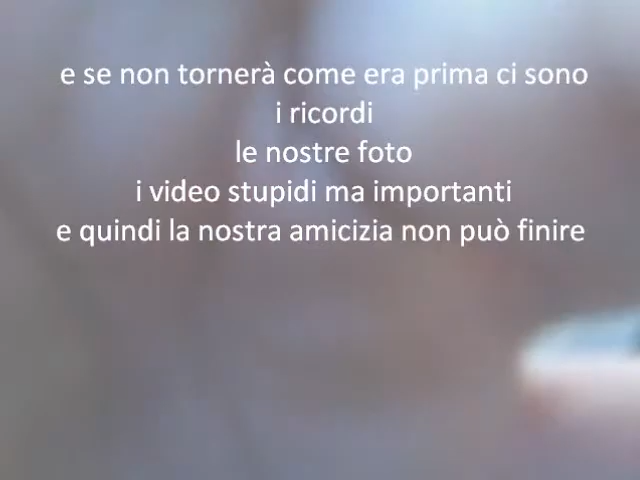 e se non tornerà come era prima ci sono
i ricordi
le nostre foto
i video stupidi ma importanti
e quindi la nostra amicizia non può finire